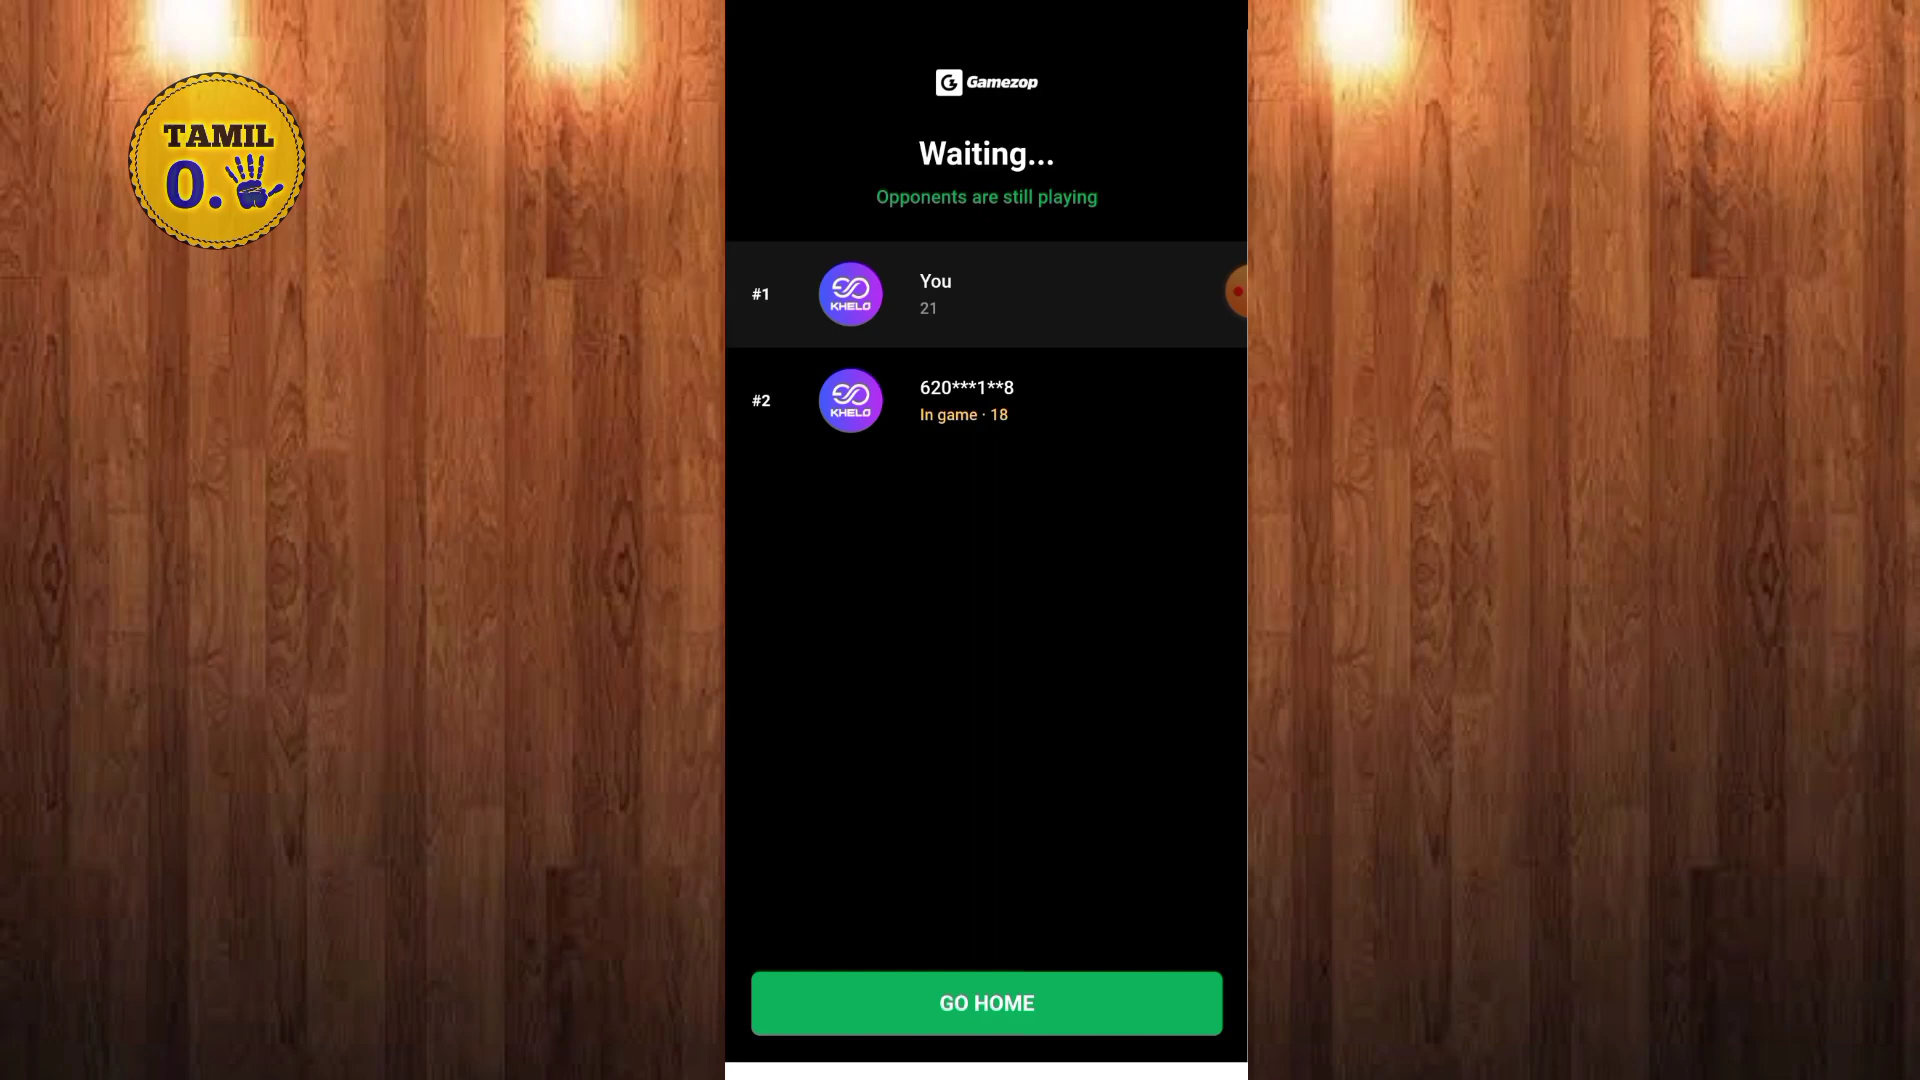 TAMIL
0.
Gamezop
Waiting...
Opponents are still playing
#1
KHELO
You
21
#2
KHELO
620***1**8
In game · 18
GO HOME